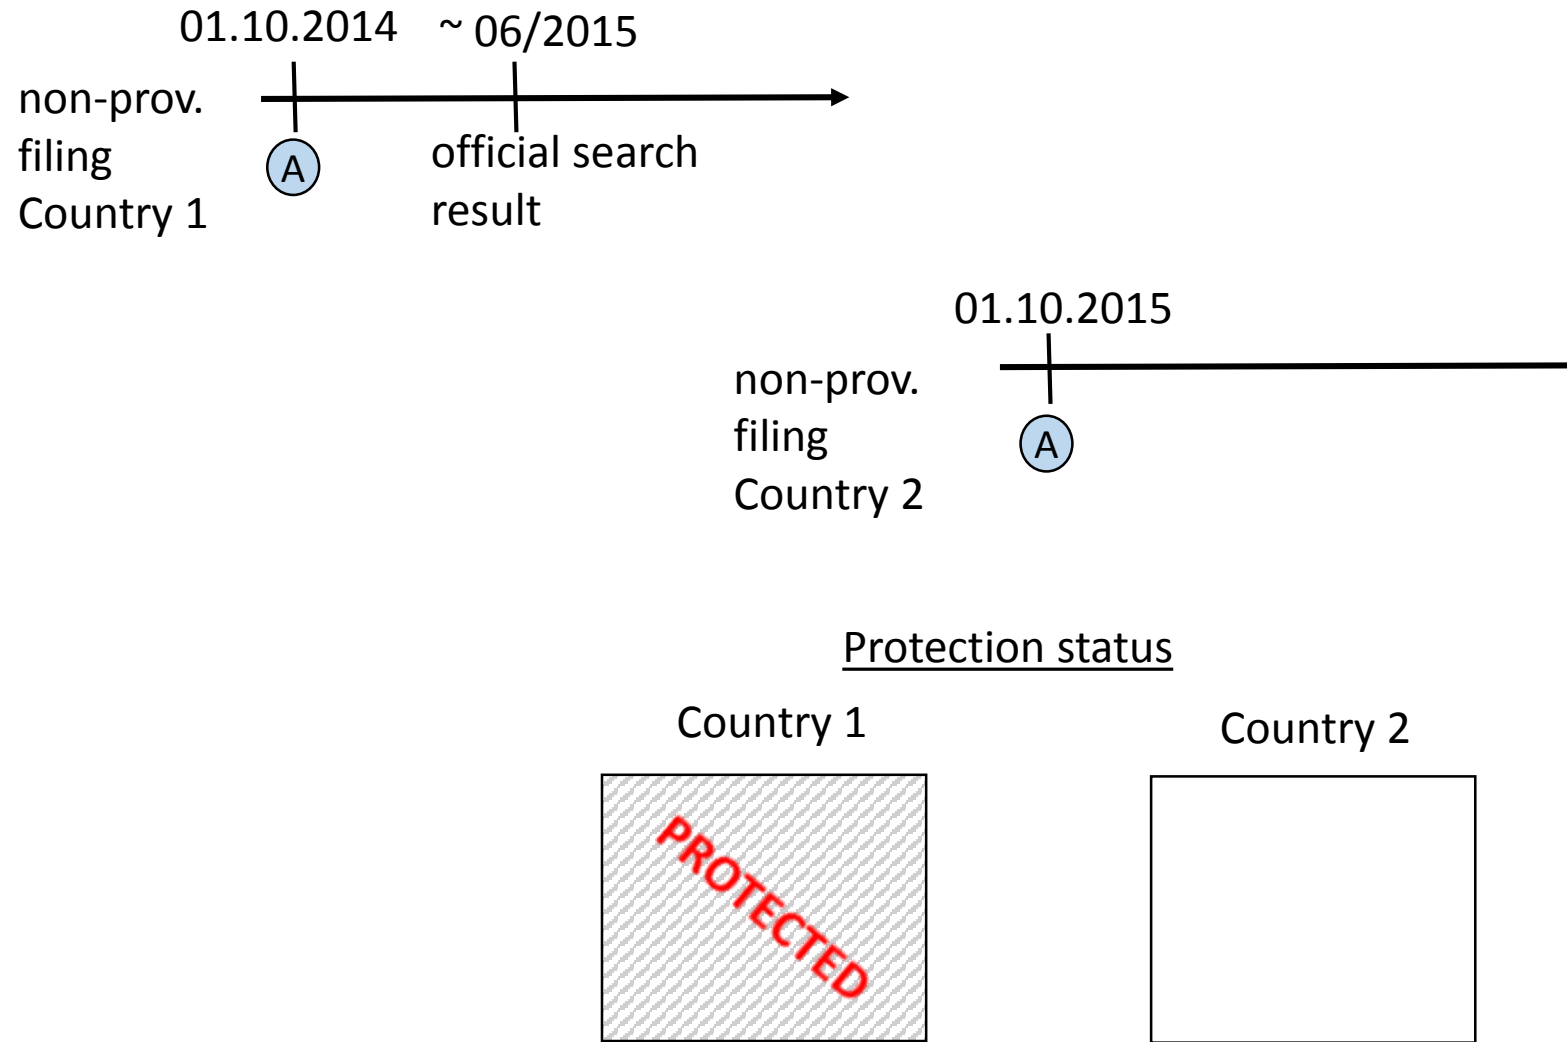 01.10.2014
~ 06/2015
non-prov.
filing
Country 1
A
official search
result
01.10.2015
non-prov.
filing
Country 2
A
Protection status
Country 1
Country 2
PROTECTED